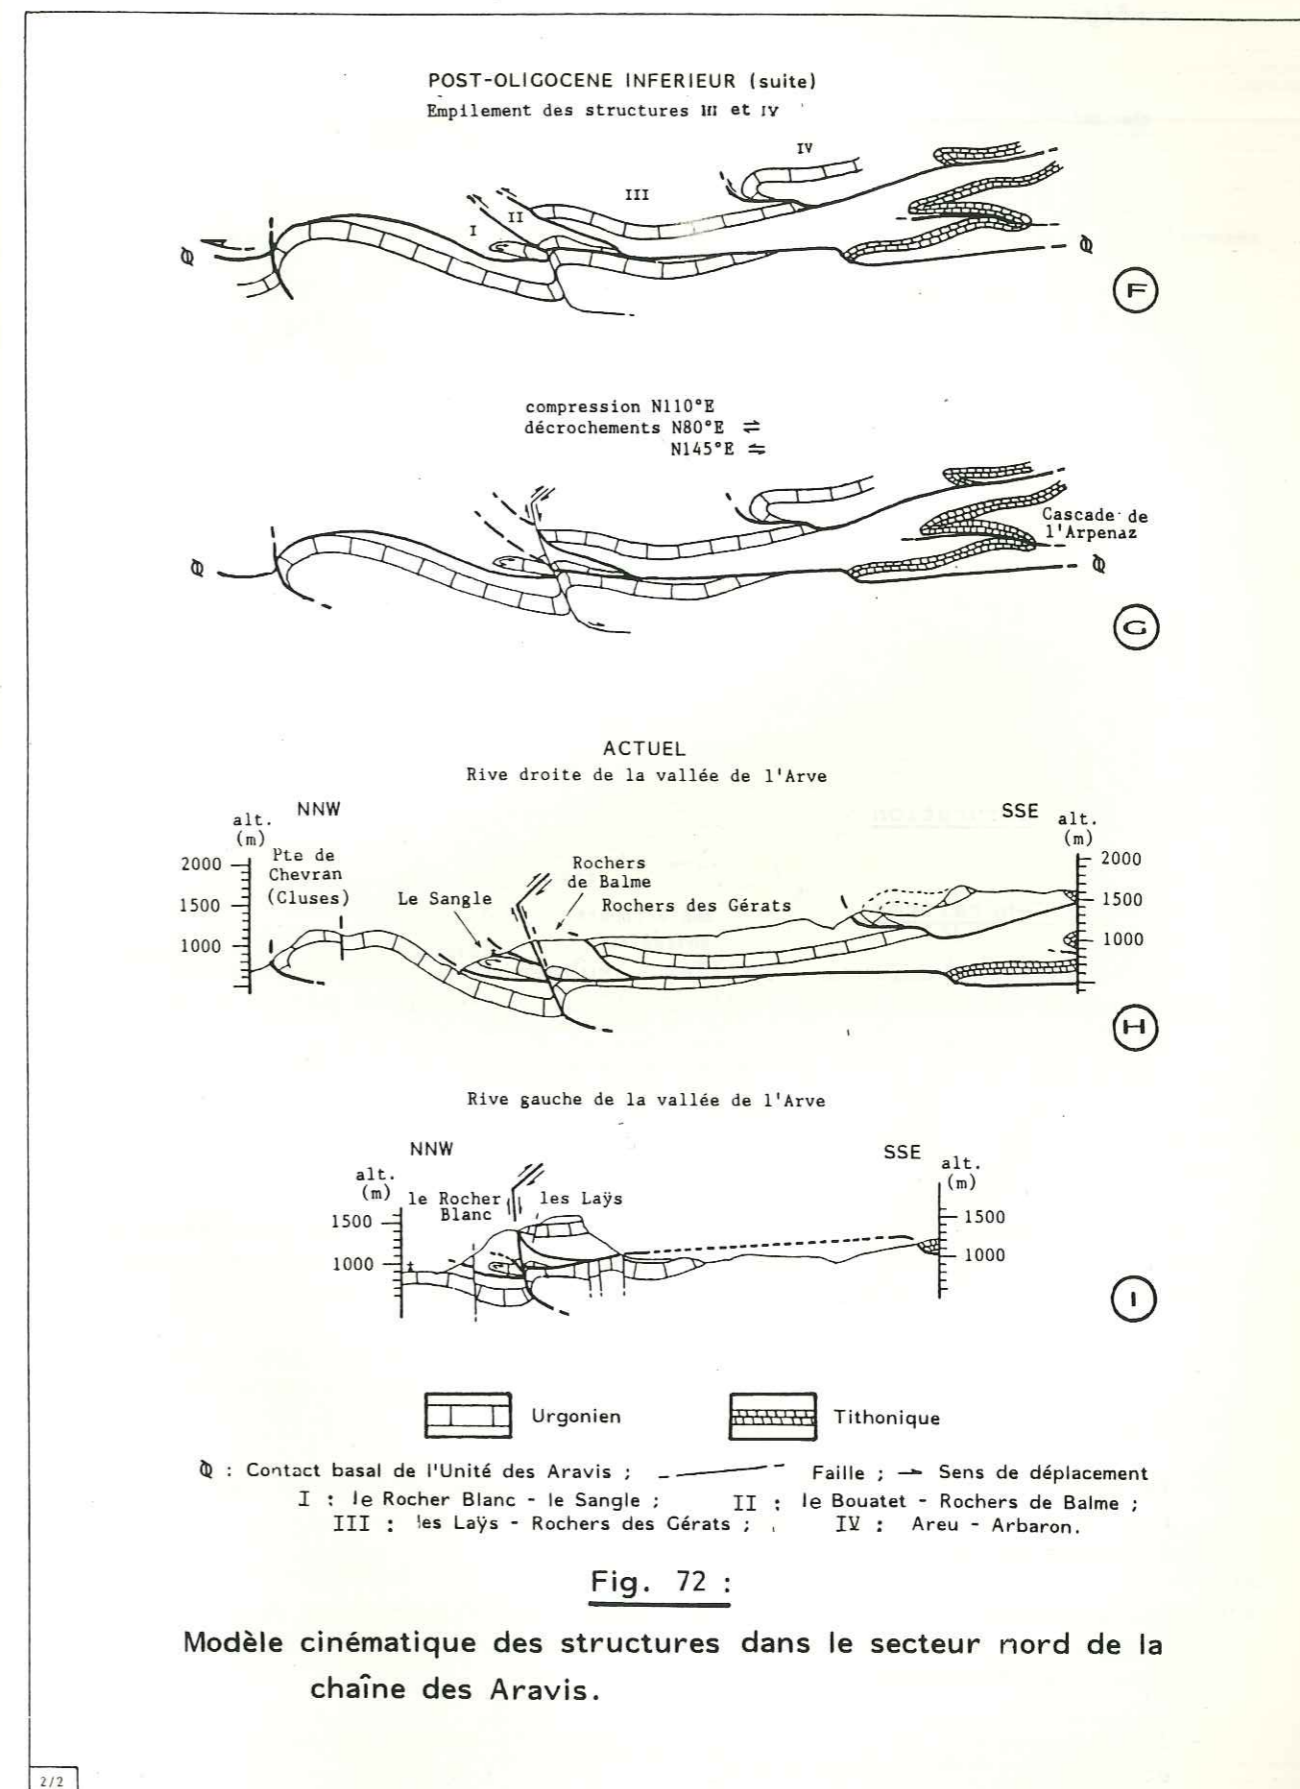 POST-OLIGOCENE INFERIEUR (suite)
Empilement des structures III et IV
IV
III
II
I
F
compression N110°E
décrochements N80°E ⇌
N145°E ⇋
Cascade de
l'Arpenaz
G
ACTUEL
Rive droite de la vallée de l'Arve
NNW
SSE
alt.
(m)
alt.
(m)
Pte de
Chevran
(Cluses)
Le Sangle
Rochers
de Balme
Rochers des Gérats
2000
1500
1000
2000
1500
1000
H
Rive gauche de la vallée de l'Arve
NNW
SSE
alt.
(m)
alt.
(m)
le Rocher
Blanc
les Laÿs
1500
1000
1500
1000
I
Urgonien
Tithonique
: Contact basal de l'Unité des Aravis ; Faille ; Sens de déplacement
I : le Rocher Blanc - le Sangle ; II : le Bouatet - Rochers de Balme ;
III : les Laÿs - Rochers des Gérats ; IV : Areu - Arbaron.
Fig. 72 :
Modèle cinématique des structures dans le secteur nord de la
chaîne des Aravis.
2/2